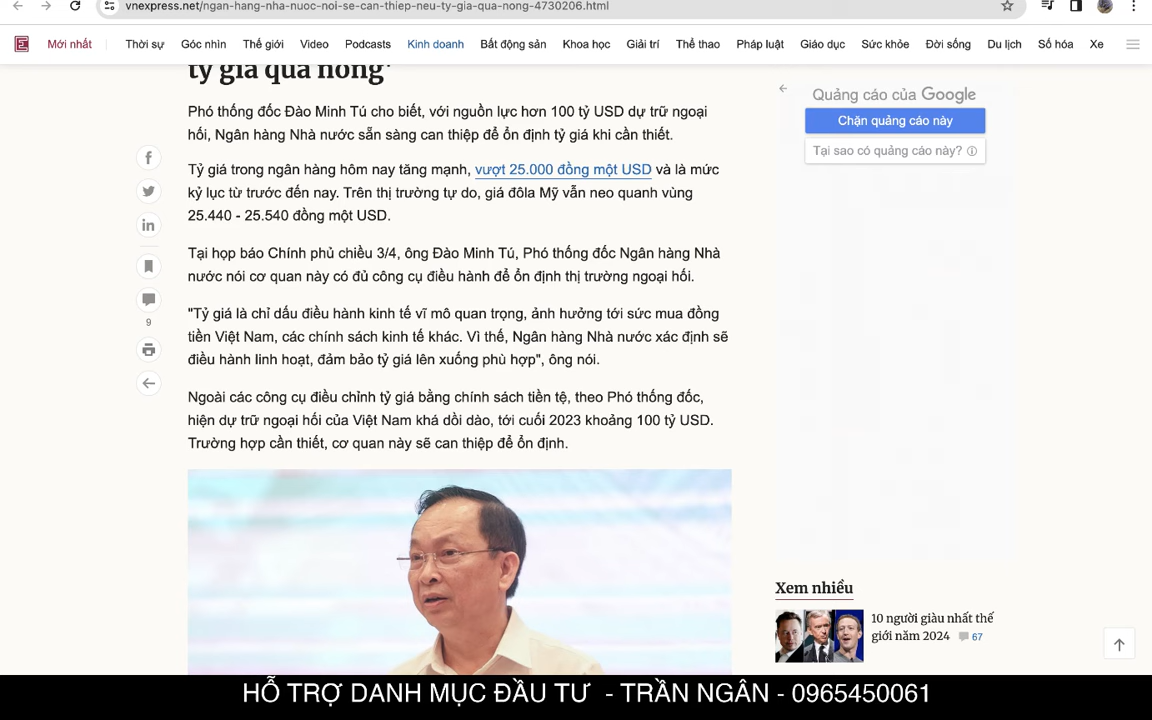 vnexpress.net/ngan-hang-nha-nuoc-noi-se-can-thiep-neu-ty-gia-qua-nong-4730206.html
Mới nhất Thời sự Góc nhìn Thế giới Video Podcasts Kinh doanh Bất động sản Khoa học Giải trí Thể thao Pháp luật Giáo dục Sức khỏe Đời sống Du lịch Số hóa Xe
tỷ giá quá nóng'
Phó thống đốc Đào Minh Tú cho biết, với nguồn lực hơn 100 tỷ USD dự trữ ngoại
hối, Ngân hàng Nhà nước sẵn sàng can thiệp để ổn định tỷ giá khi cần thiết.
Tỷ giá trong ngân hàng hôm nay tăng mạnh, vượt 25.000 đồng một USD và là mức
kỷ lục từ trước đến nay. Trên thị trường tự do, giá đôla Mỹ vẫn neo quanh vùng
25.440 - 25.540 đồng một USD.
Tại họp báo Chính phủ chiều 3/4, ông Đào Minh Tú, Phó thống đốc Ngân hàng Nhà
nước nói cơ quan này có đủ công cụ điều hành để ổn định thị trường ngoại hối.
"Tỷ giá là chỉ dấu điều hành kinh tế vĩ mô quan trọng, ảnh hưởng tới sức mua đồng
tiền Việt Nam, các chính sách kinh tế khác. Vì thế, Ngân hàng Nhà nước xác định sẽ
điều hành linh hoạt, đảm bảo tỷ giá lên xuống phù hợp", ông nói.
Ngoài các công cụ điều chỉnh tỷ giá bằng chính sách tiền tệ, theo Phó thống đốc,
hiện dự trữ ngoại hối của Việt Nam khá dồi dào, tới cuối 2023 khoảng 100 tỷ USD.
Trường hợp cần thiết, cơ quan này sẽ can thiệp để ổn định.
9
Quảng cáo của Google
Chặn quảng cáo này
Tại sao có quảng cáo này?
Xem nhiều
10 người giàu nhất thế
giới năm 2024 67
HỖ TRỢ DANH MỤC ĐẦU TƯ - TRẦN NGÂN - 0965450061